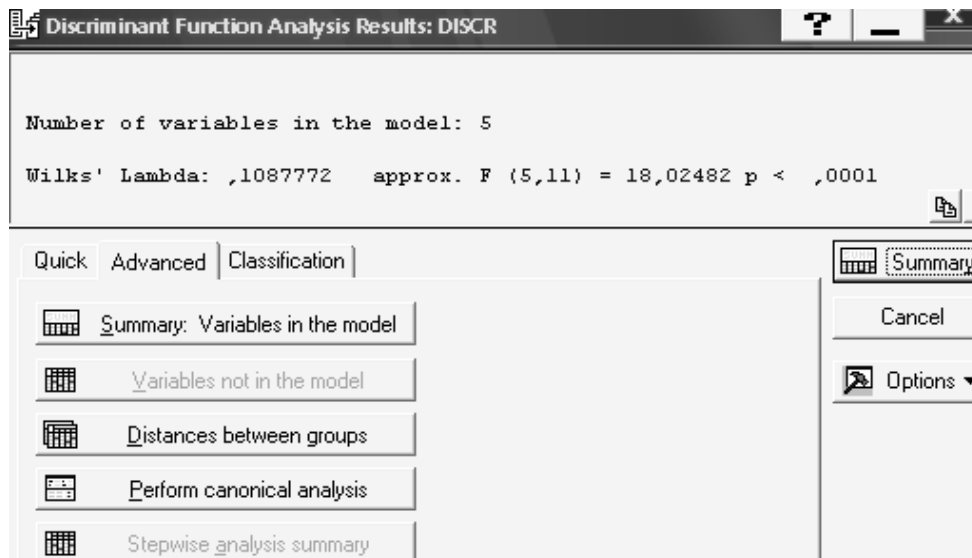 Discriminant Function Analysis Results: DISCR
Number of variables in the model: 5
Wilks' Lambda: ,1087772 approx. F (5,11) = 18,02482 p < ,0001
Quick Advanced Classification
Summary
Summary: Variables in the model
Cancel
Variables not in the model
Options
Distances between groups
Perform canonical analysis
Stepwise analysis summary